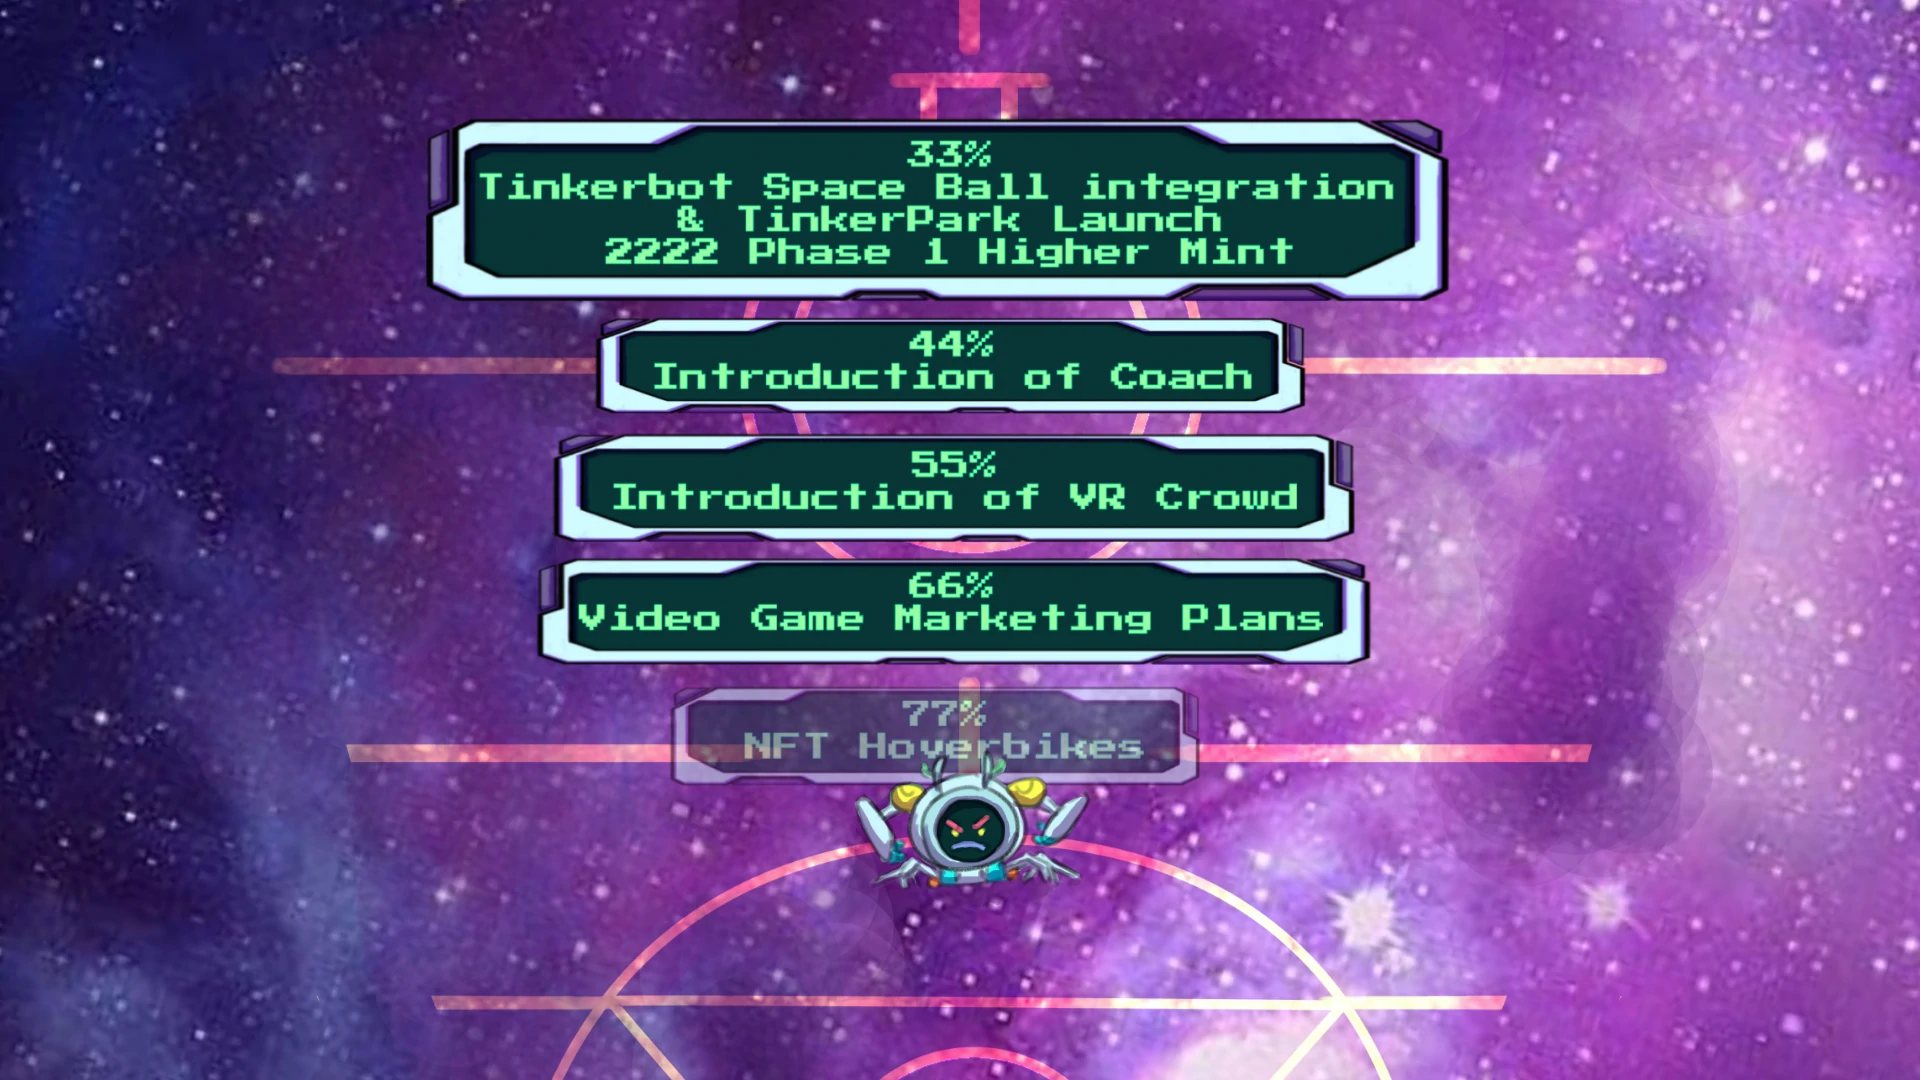 33%
Tinkerbot Space Ball integration
& TinkerPark Launch
2222 Phase 1 Higher Mint
44%
Introduction of Coach
55%
Introduction of VR Crowd
66%
Video Game Marketing Plans
77%
NFT Hoverbikes